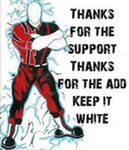 THANKS
FOR THE
SUPPORT
THANKS
FOR THE ADD
KEEP IT
WHITE